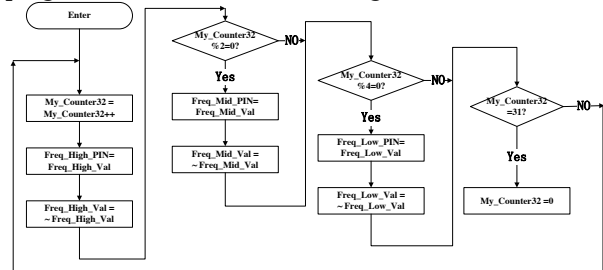 Enter
My_Counter32 =
My_Counter32++
Freq_High_PIN=
Freq_High_Val
Freq_High_Val =
~Freq_High_Val
My_Counter32
%2=0?
NO
Yes
Freq_Mid_PIN=
Freq_Mid_Val
Freq_Mid_Val =
~Freq_Mid_Val
My_Counter32
%4=0?
NO
Yes
Freq_Low_PIN=
Freq_Low_Val
Freq_Low_Val =
~Freq_Low_Val
My_Counter32
=31?
NO
Yes
My_Counter32 =0